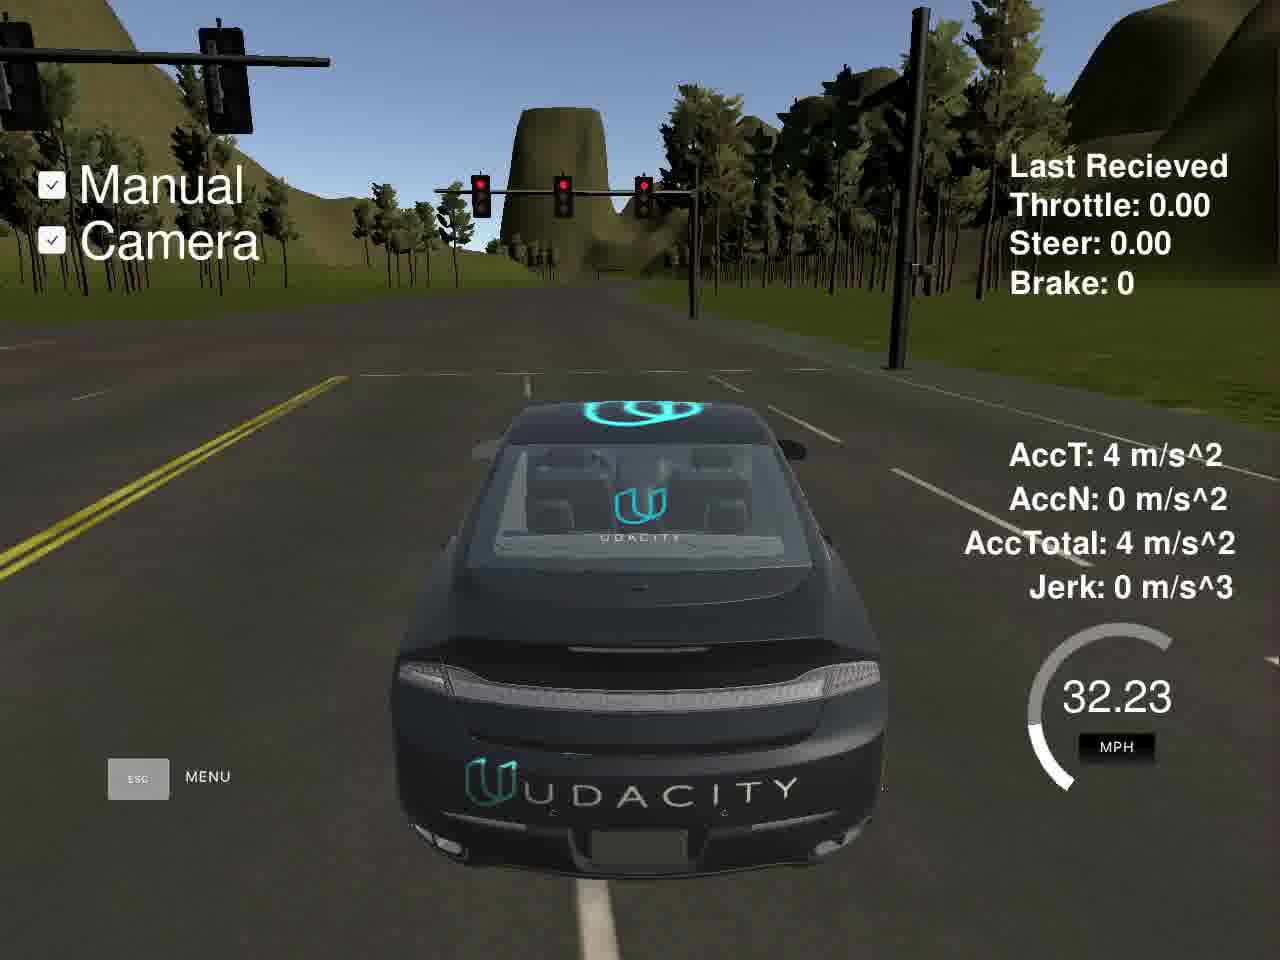 Manual
Camera
Last Recieved
Throttle: 0.00
Steer: 0.00
Brake: 0
AccT: 4 m/s^2
AccN: 0 m/s^2
AccTotal: 4 m/s^2
Jerk: 0 m/s^3
UDACITY
32.23
MPH
ESC MENU
UDACITY